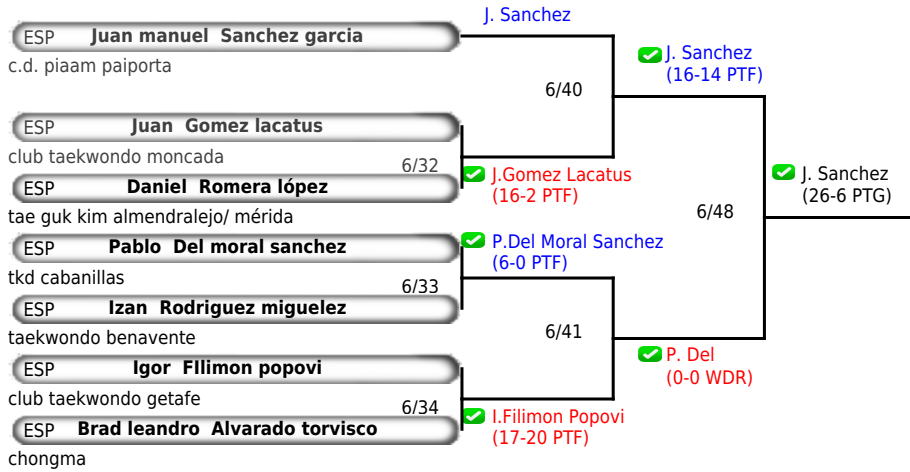 J. Sanchez
ESP Juan manuel Sanchez garcia
c.d. piaam paiporta
J. Sanchez
(16-14 PTF)
6/40
ESP Juan Gomez lacatus
club taekwondo moncada
6/32
J.Gomez Lacatus
(16-2 PTF)
ESP Daniel Romera lópez
tae guk kim almendralejo/ mérida
J. Sanchez
(26-6 PTG)
6/48
ESP Pablo Del moral sanchez
P.Del Moral Sanchez
(6-0 PTF)
tkd cabanillas
6/33
ESP Izan Rodriguez miguelez
taekwondo benavente
6/41
P. Del
(0-0 WDR)
ESP Igor FIlimon popovi
club taekwondo getafe
6/34
I.Filimon Popovi
(17-20 PTF)
ESP Brad leandro Alvarado torvisco
chongma